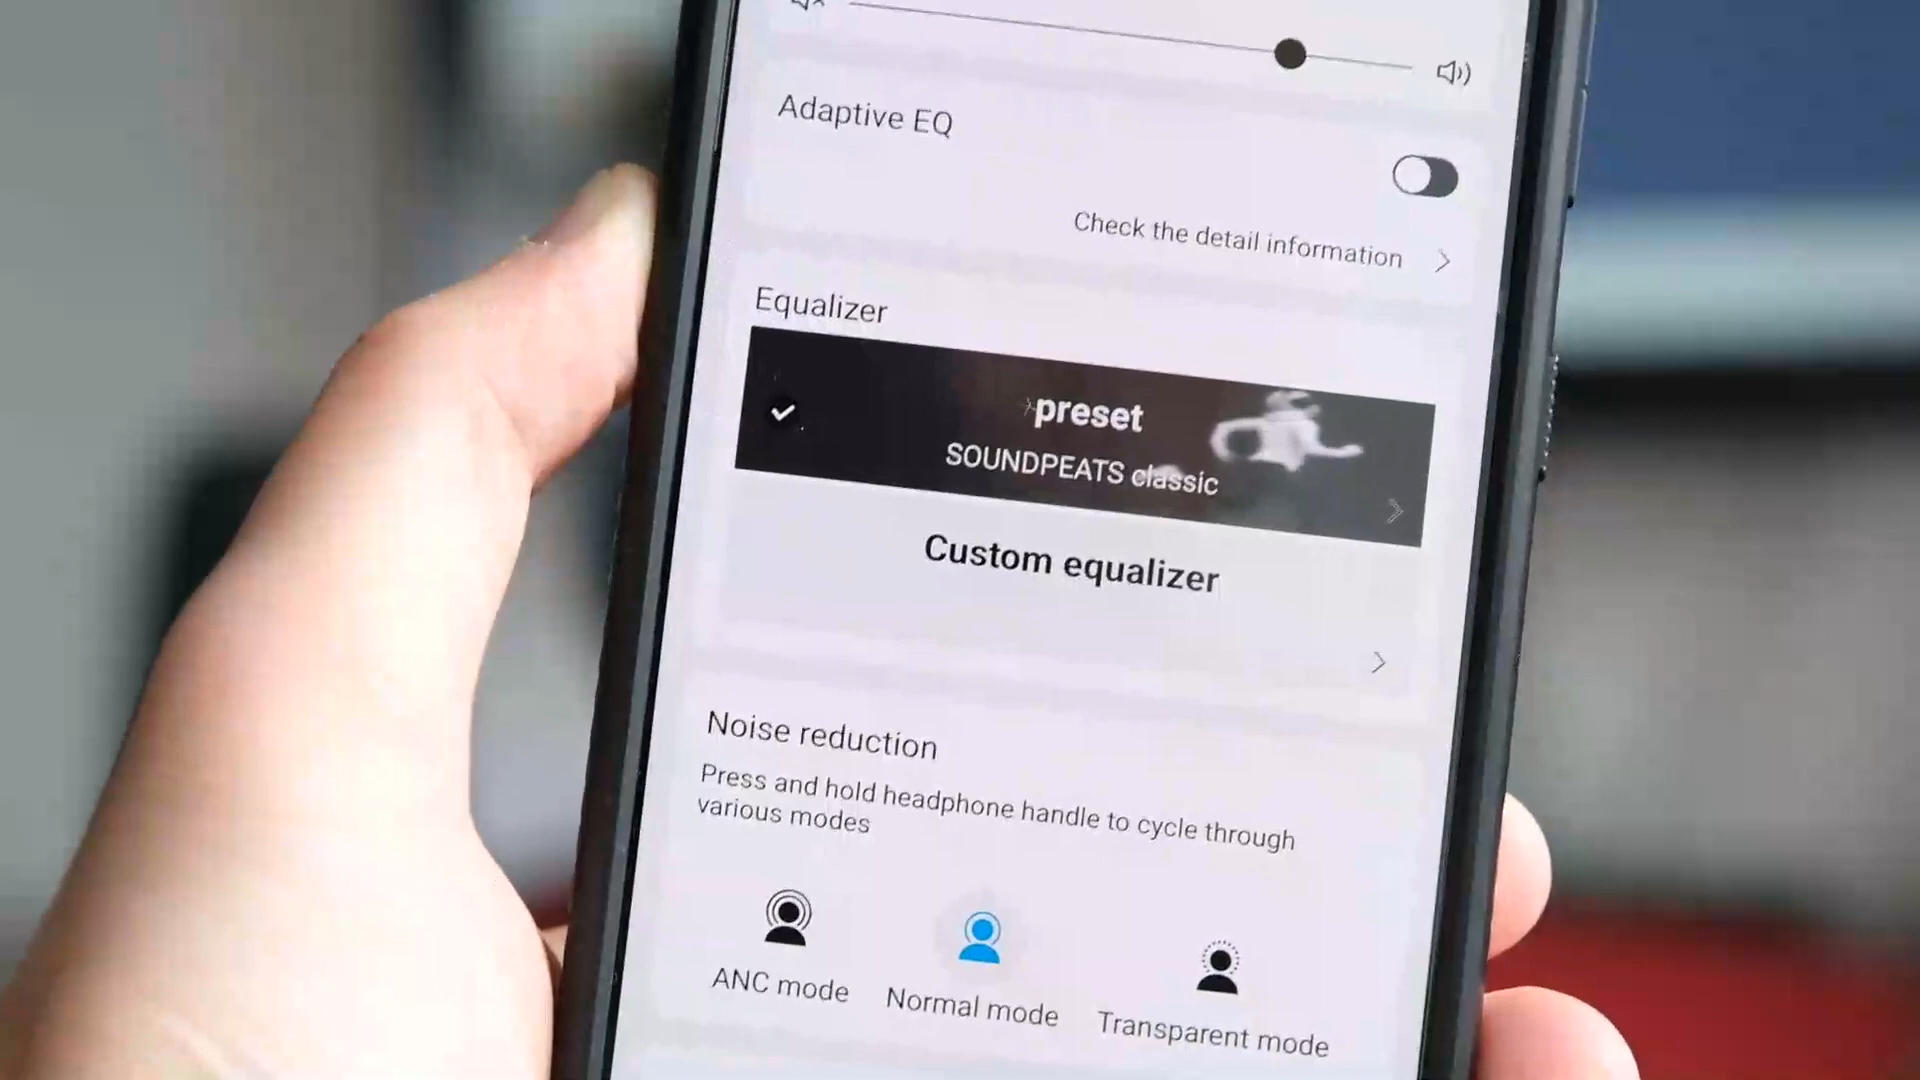 Adaptive EQ
Check the detail information
Equalizer
preset
SOUNDPEATS classic
Custom equalizer
Noise reduction
Press and hold headphone handle to cycle through
various modes
ANC mode
Normal mode
Transparent mode